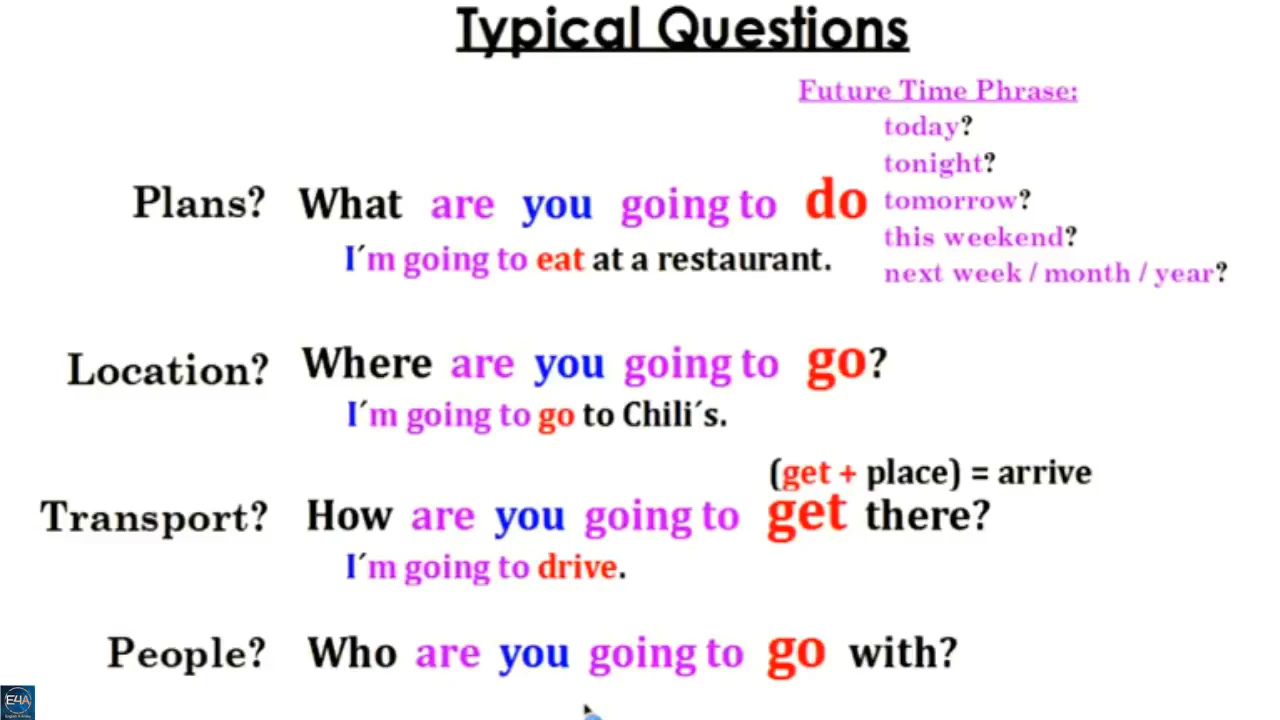 Typical Questions
Future Time Phrase:
today?
tonight?
Plans? What are you going to do tomorrow?
this weekend?
I´m going to eat at a restaurant.
next week / month / year?
Location? Where are you going to go?
I´m going to go to Chili´s.
(get + place) = arrive
Transport? How are you going to get there?
I´m going to drive.
People? Who are you going to go with?
E4A